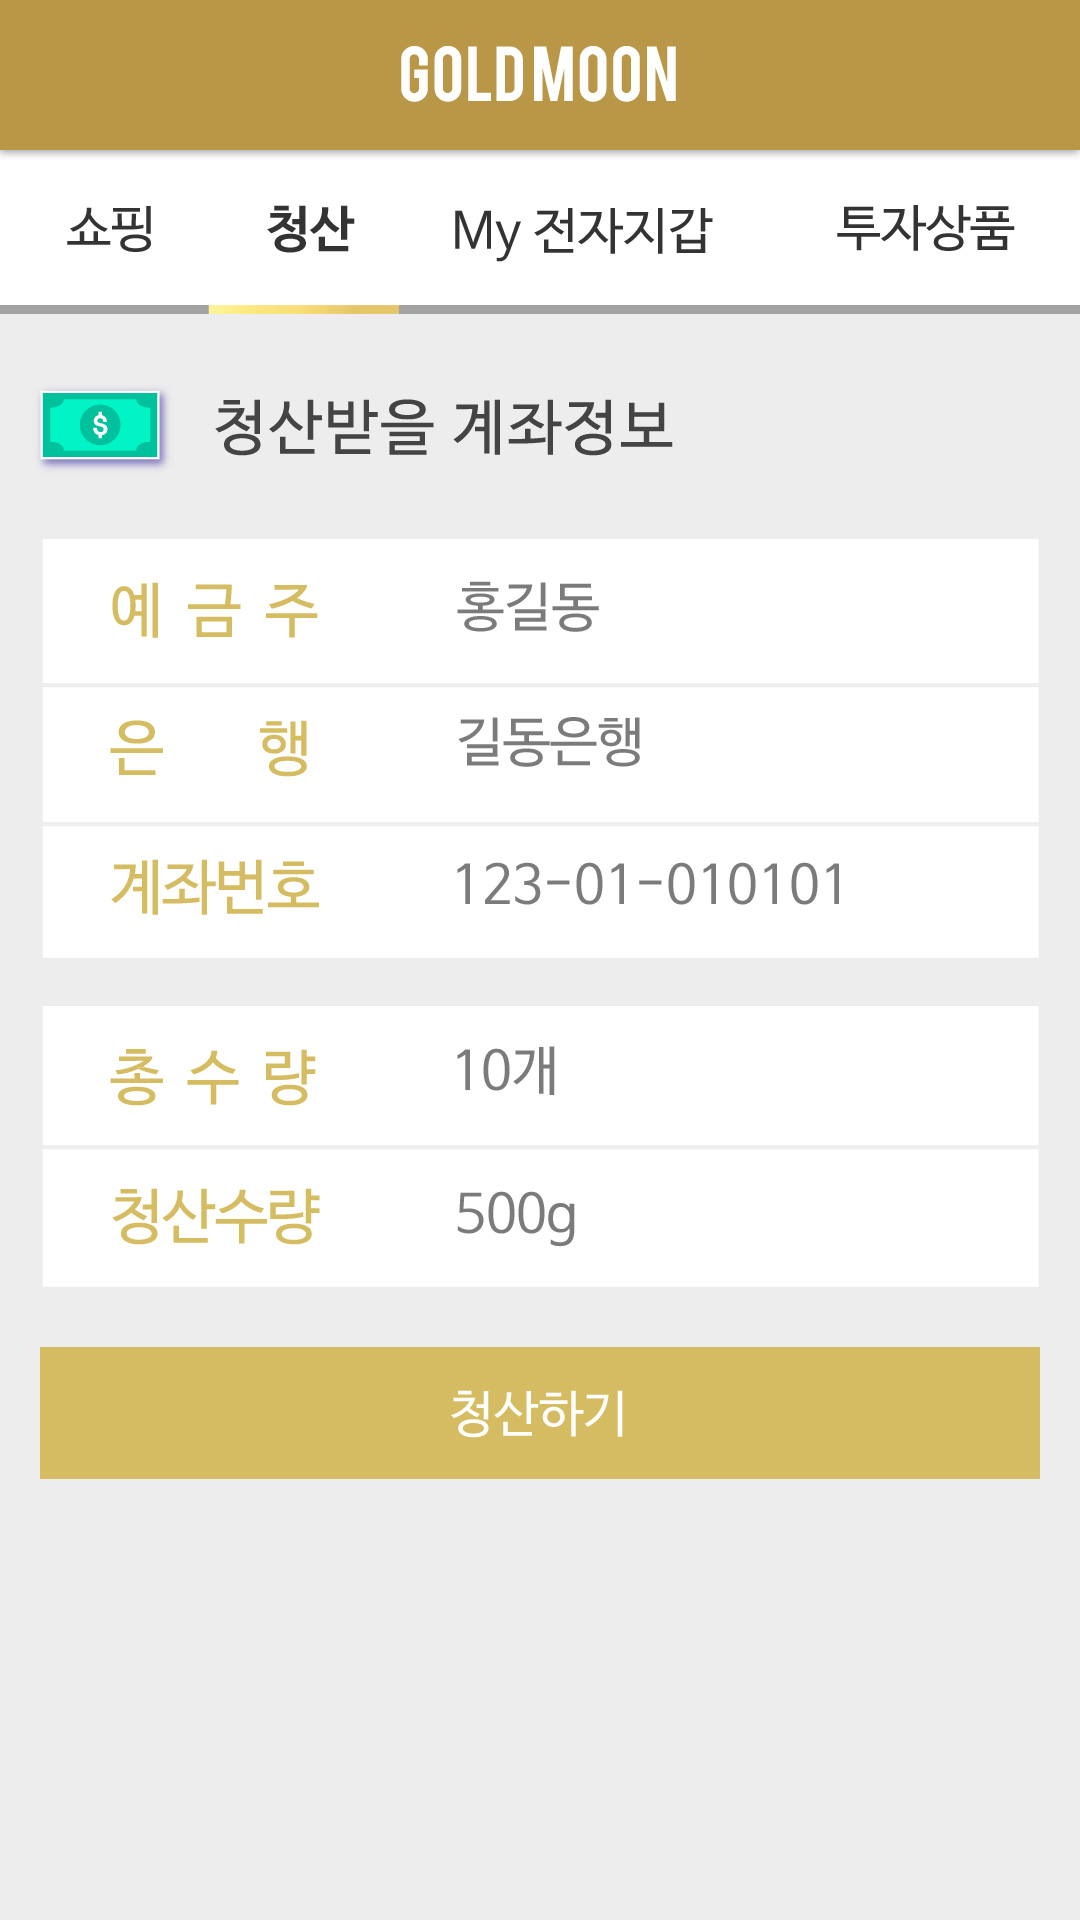 GOLDMOON
쇼핑 청산 My 전자지갑 투자상품
$ 청산받을 계좌정보
예 금 주 홍길동
은 행 길동은행
계좌번호 123-01-010101
총 수 량 10개
청산수량 500g
청산하기